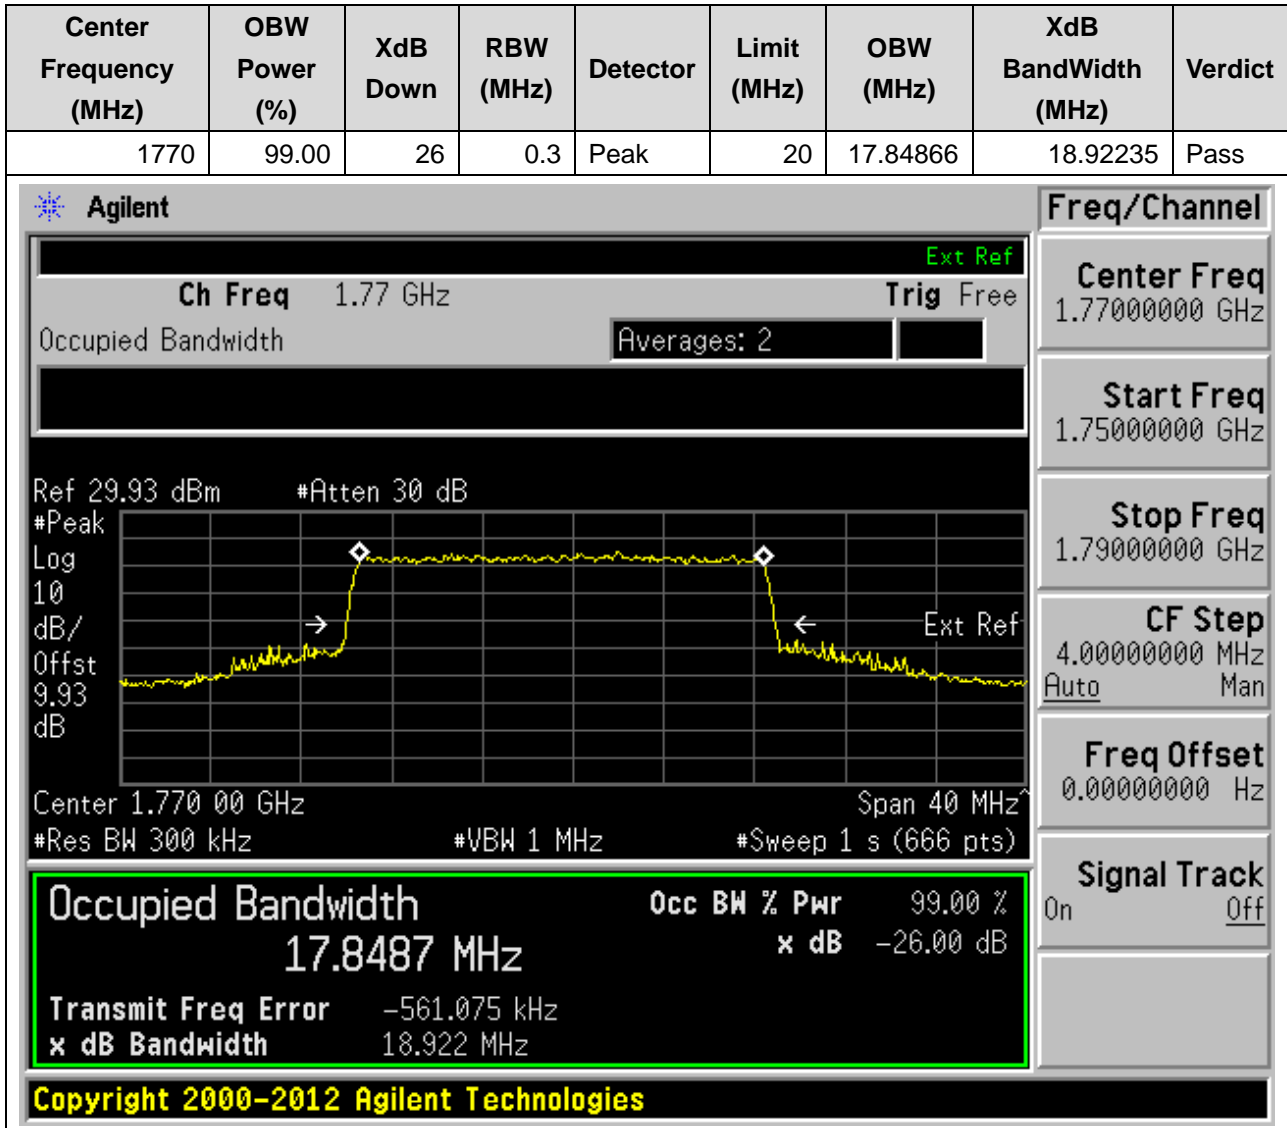 Center Frequency (MHz) OBW Power (%) XdB Down RBW (MHz) Detector Limit (MHz) OBW (MHz) XdB BandWidth (MHz) Verdict
1770 99.00 26 0.3 Peak 20 17.84866 18.92235 Pass
Agilent
Freq/Channel
Ext Ref
Ch Freq 1.77 GHz Trig Free
Occupied Bandwidth Averages: 2
Center Freq
1.77000000 GHz
Start Freq
1.75000000 GHz
Stop Freq
1.79000000 GHz
CF Step
4.00000000 MHz
Auto Man
Freq Offset
0.00000000 Hz
Signal Track
On Off
Ref 29.93 dBm #Atten 30 dB
#Peak
Log
10
dB/
Offst
9.93
dB
Ext Ref
Center 1.770 00 GHz Span 40 MHz^
#Res BW 300 kHz #VBW 1 MHz #Sweep 1 s (666 pts)
Occupied Bandwidth
17.8487 MHz
Occ BW % Pwr 99.00 %
x dB -26.00 dB
Transmit Freq Error -561.075 kHz
x dB Bandwidth 18.922 MHz
Copyright 2000-2012 Agilent Technologies